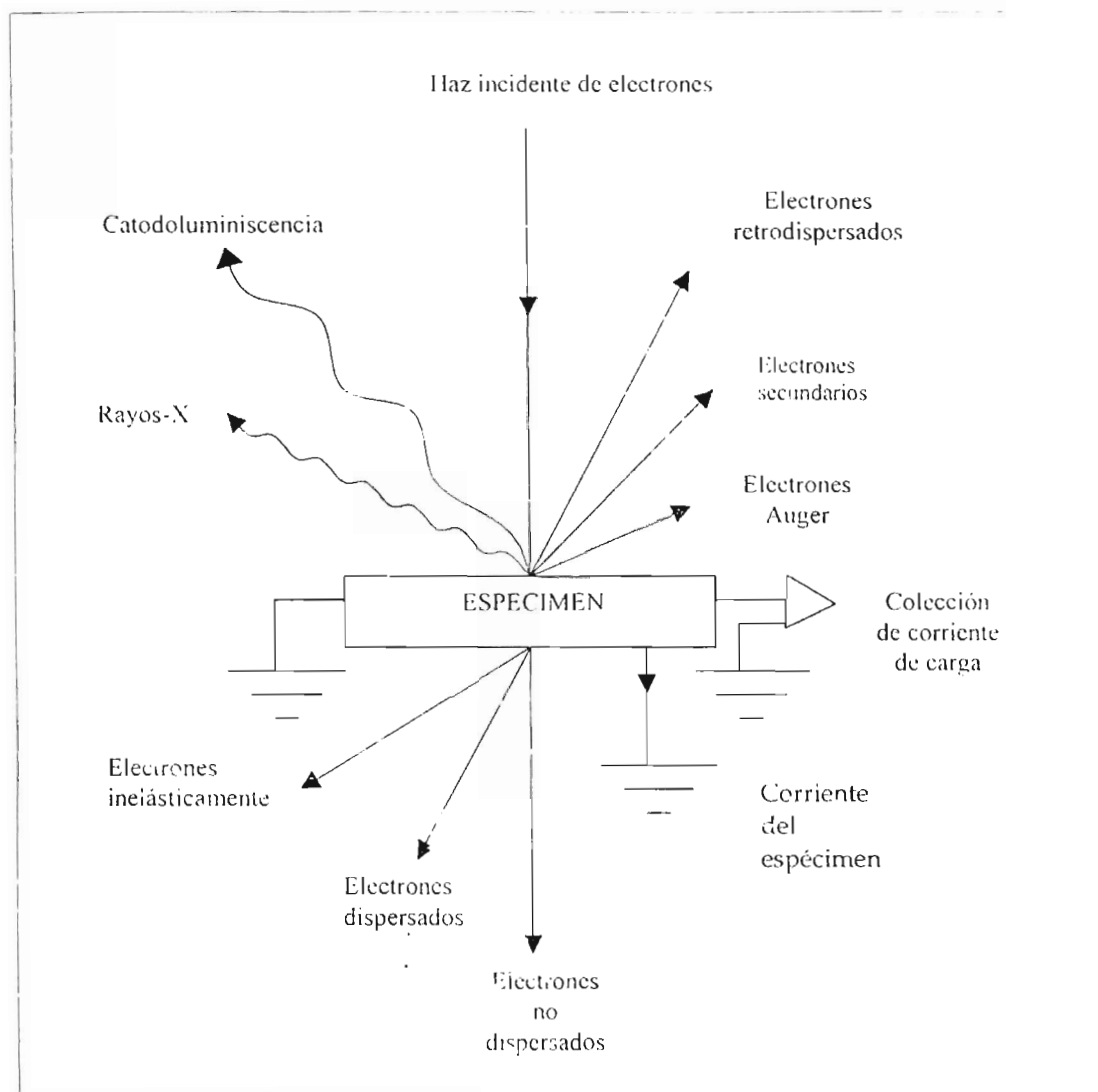 Haz incidente de electrones
Electrones
retrodispersados
Catodoluminiscencia
Electrones
secundarios
Rayos-X
Electrones
Auger
ESPECIMEN
Colección
de corriente
de carga
Electrones
inelásticamente
Corriente
del
espécimen
Electrones
dispersados
Electrones
no
dispersados